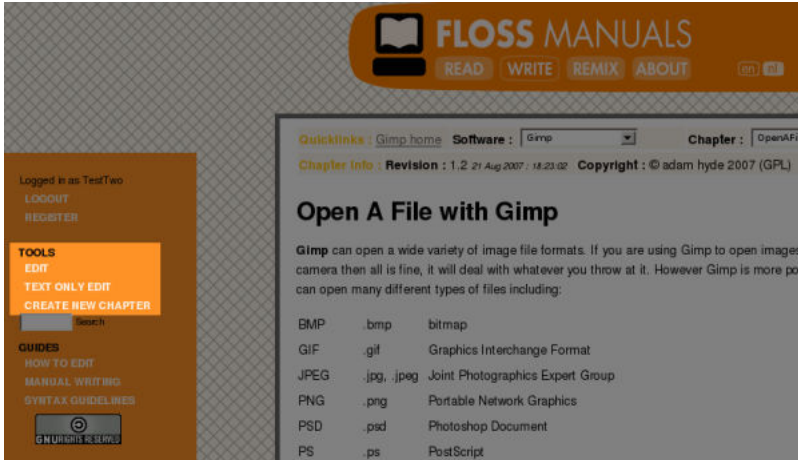 FLOSS MANUALS
READ WRITE REMIX ABOUT en nl
Quicklinks : Gimp home Software : Gimp Chapter : OpenAFi
Chapter Info : Revision : 1.2 21 Aug 2007 : 18:23:02 Copyright : © adam hyde 2007 (GPL)
Logged in as TestTwo
LOGOUT
REGISTER
TOOLS
EDIT
TEXT ONLY EDIT
CREATE NEW CHAPTER
Search
GUIDES
HOW TO EDIT
MANUAL WRITING
SYNTAX GUIDELINES
GNURIGHTS RESERVED
Open A File with Gimp
Gimp can open a wide variety of image file formats. If you are using Gimp to open images
camera then all is fine, it will deal with whatever you throw at it. However Gimp is more po
can open many different types of files including:
BMP .bmp bitmap
GIF .gif Graphics Interchange Format
JPEG .jpg, .jpeg Joint Photographics Expert Group
PNG .png Portable Network Graphics
PSD .psd Photoshop Document
PS .ps PostScript